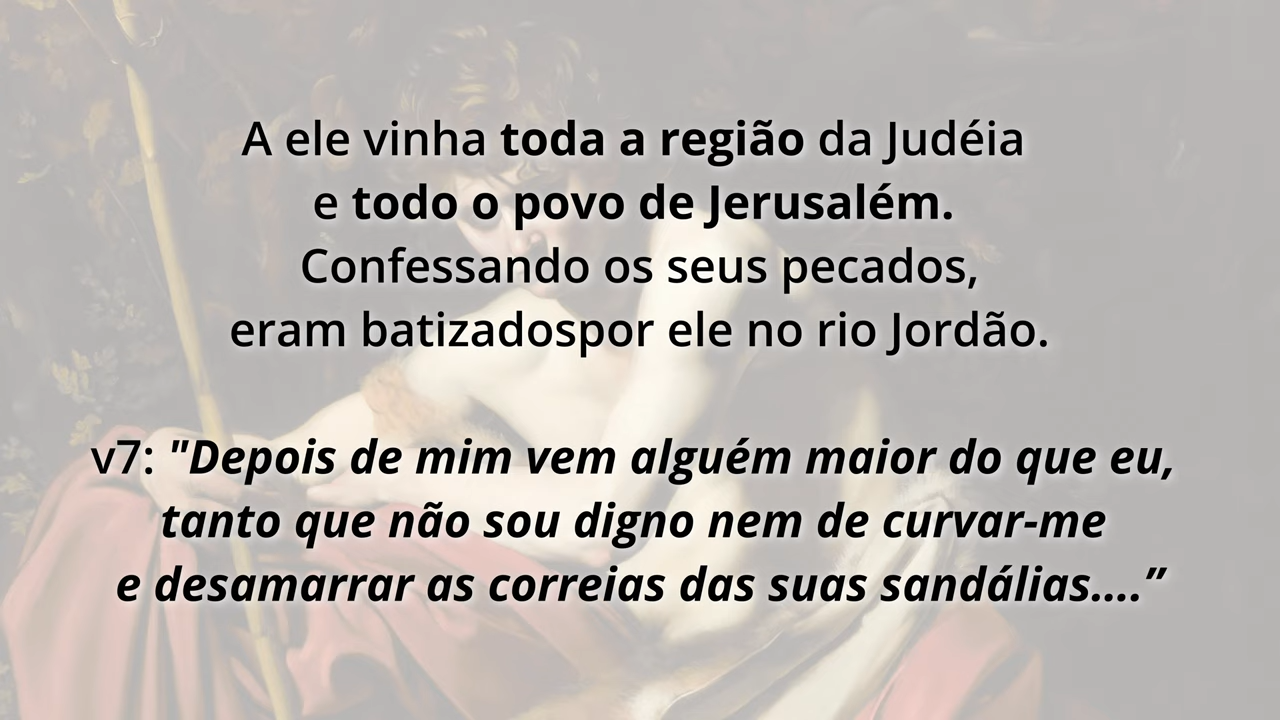 A ele vinha toda a região da Judéia
e todo o povo de Jerusalém.
Confessando os seus pecados,
eram batizadospor ele no rio Jordão.
v7: "Depois de mim vem alguém maior do que eu,
tanto que não sou digno nem de curvar-me
e desamarrar as correias das suas sandálias....”